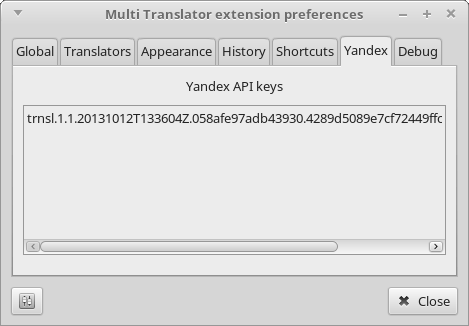 Multi Translator extension preferences
Global Translators Appearance History Shortcuts Yandex Debug
Yandex API keys
trnsl.1.1.20131012T133604Z.058afe97adb43930.4289d5089e7cf72449ffc
Close